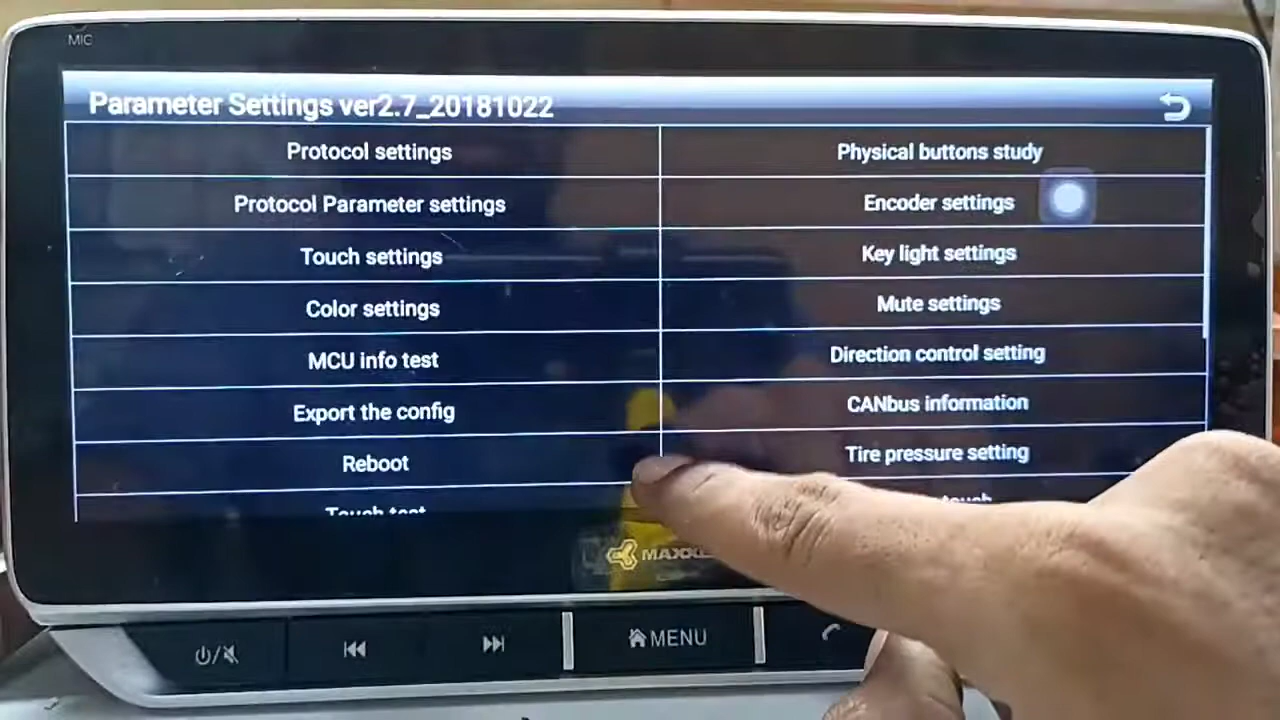 MIC
Parameter Settings ver2.7_20181022
Protocol settings
Physical buttons study
Protocol Parameter settings
Encoder settings
Touch settings
Key light settings
Color settings
Mute settings
MCU info test
Direction control setting
Export the config
CANbus information
Reboot
Tire pressure setting
Touch test
touch
MENU